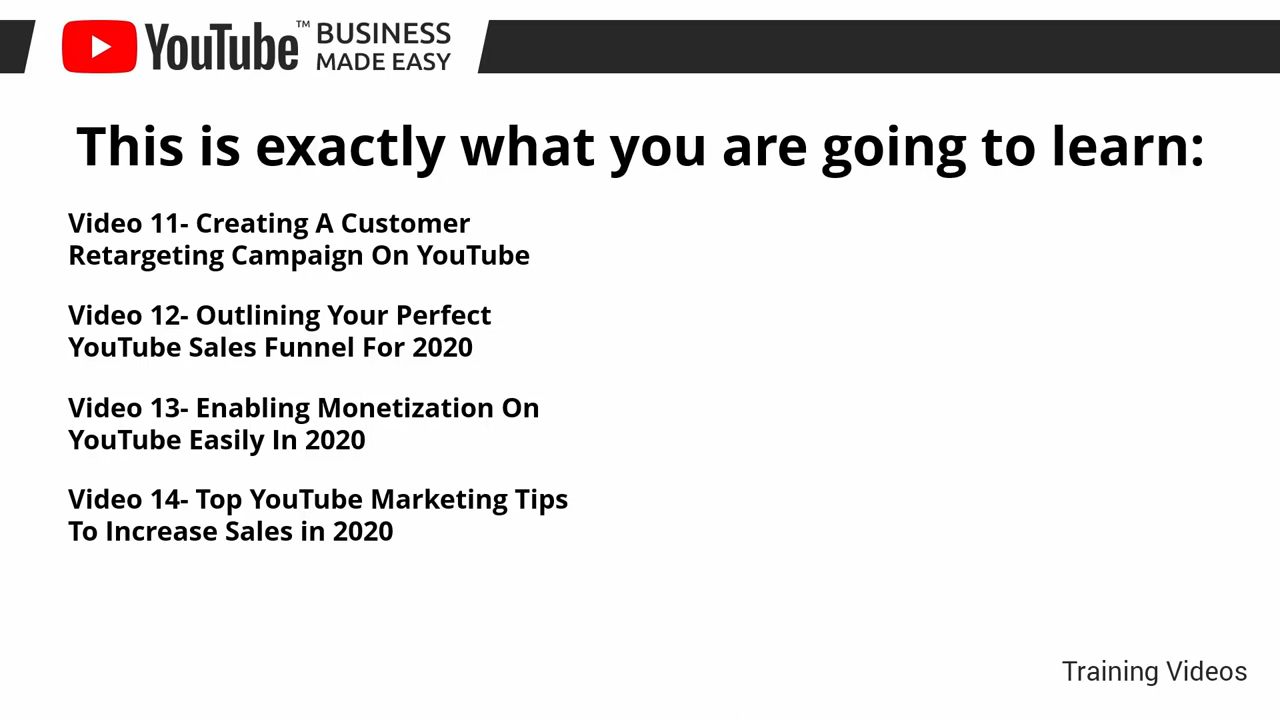 YouTube™ BUSINESS
MADE EASY
This is exactly what you are going to learn:
Video 11- Creating A Customer
Retargeting Campaign On YouTube
Video 12- Outlining Your Perfect
YouTube Sales Funnel For 2020
Video 13- Enabling Monetization On
YouTube Easily In 2020
Video 14- Top YouTube Marketing Tips
To Increase Sales in 2020
Training Videos